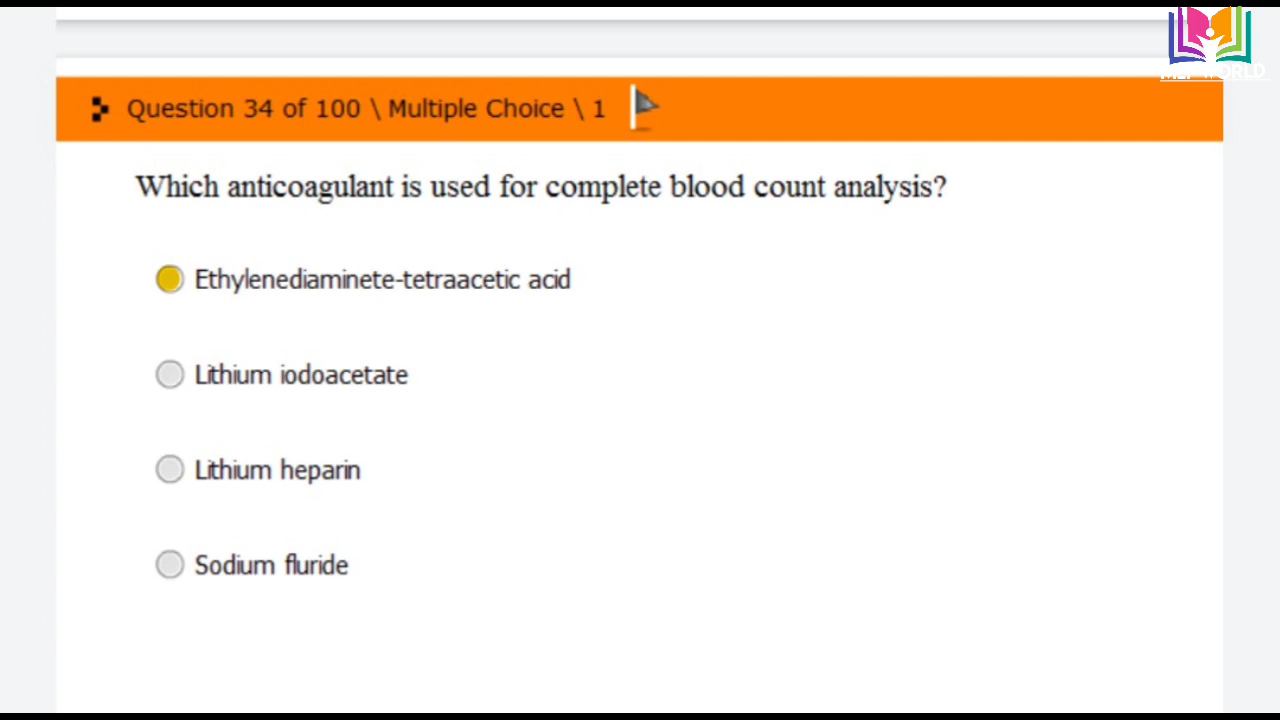 Question 34 of 100 \ Multiple Choice \ 1
Which anticoagulant is used for complete blood count analysis?
Ethylenediaminete-tetraacetic acid
Lithium iodoacetate
Lithium heparin
Sodium fluride